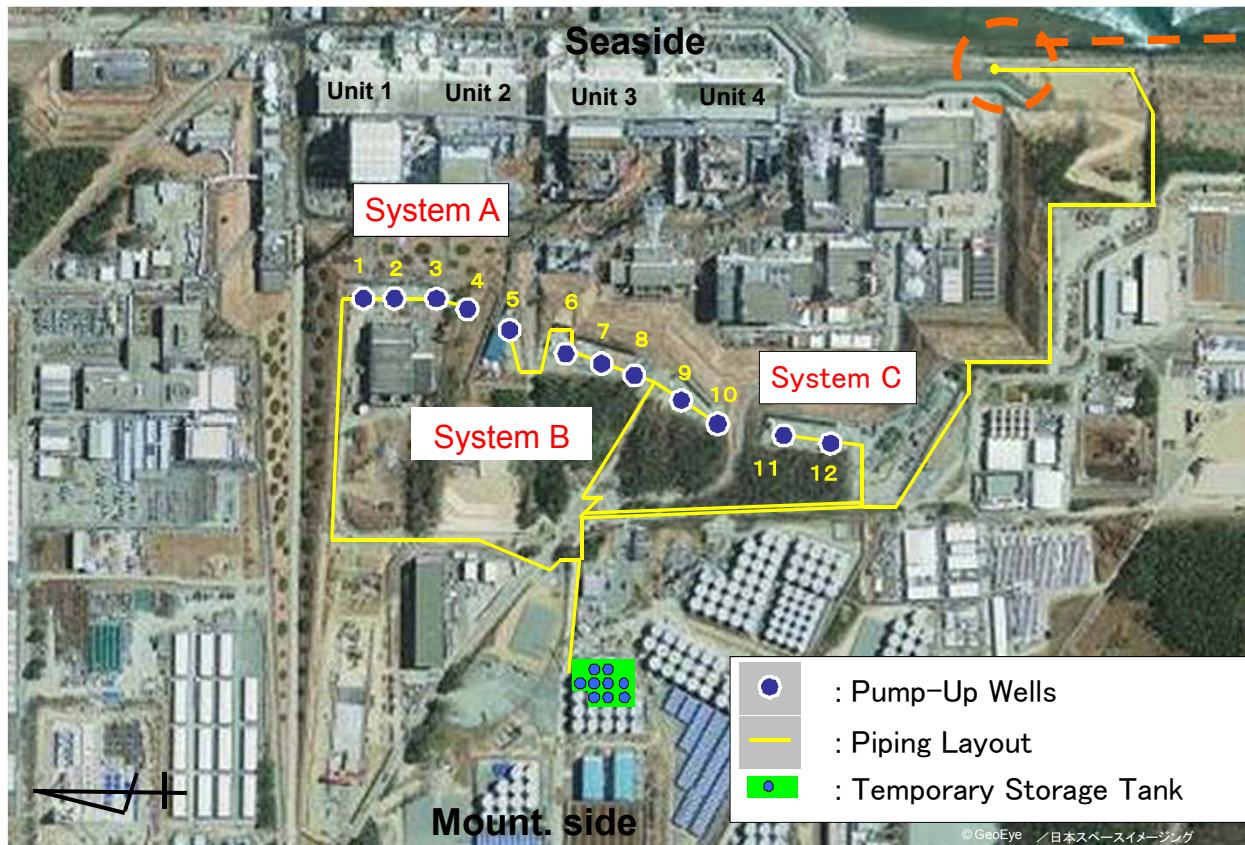 Seaside
Unit 1
Unit 2
Unit 3
Unit 4
System A
1
2
3
4
5
6
7
8
9
10
System C
System B
11
12
: Pump-Up Wells
: Piping Layout
: Temporary Storage Tank
Mount. side
©GeoEye ／日本スペースイメージング